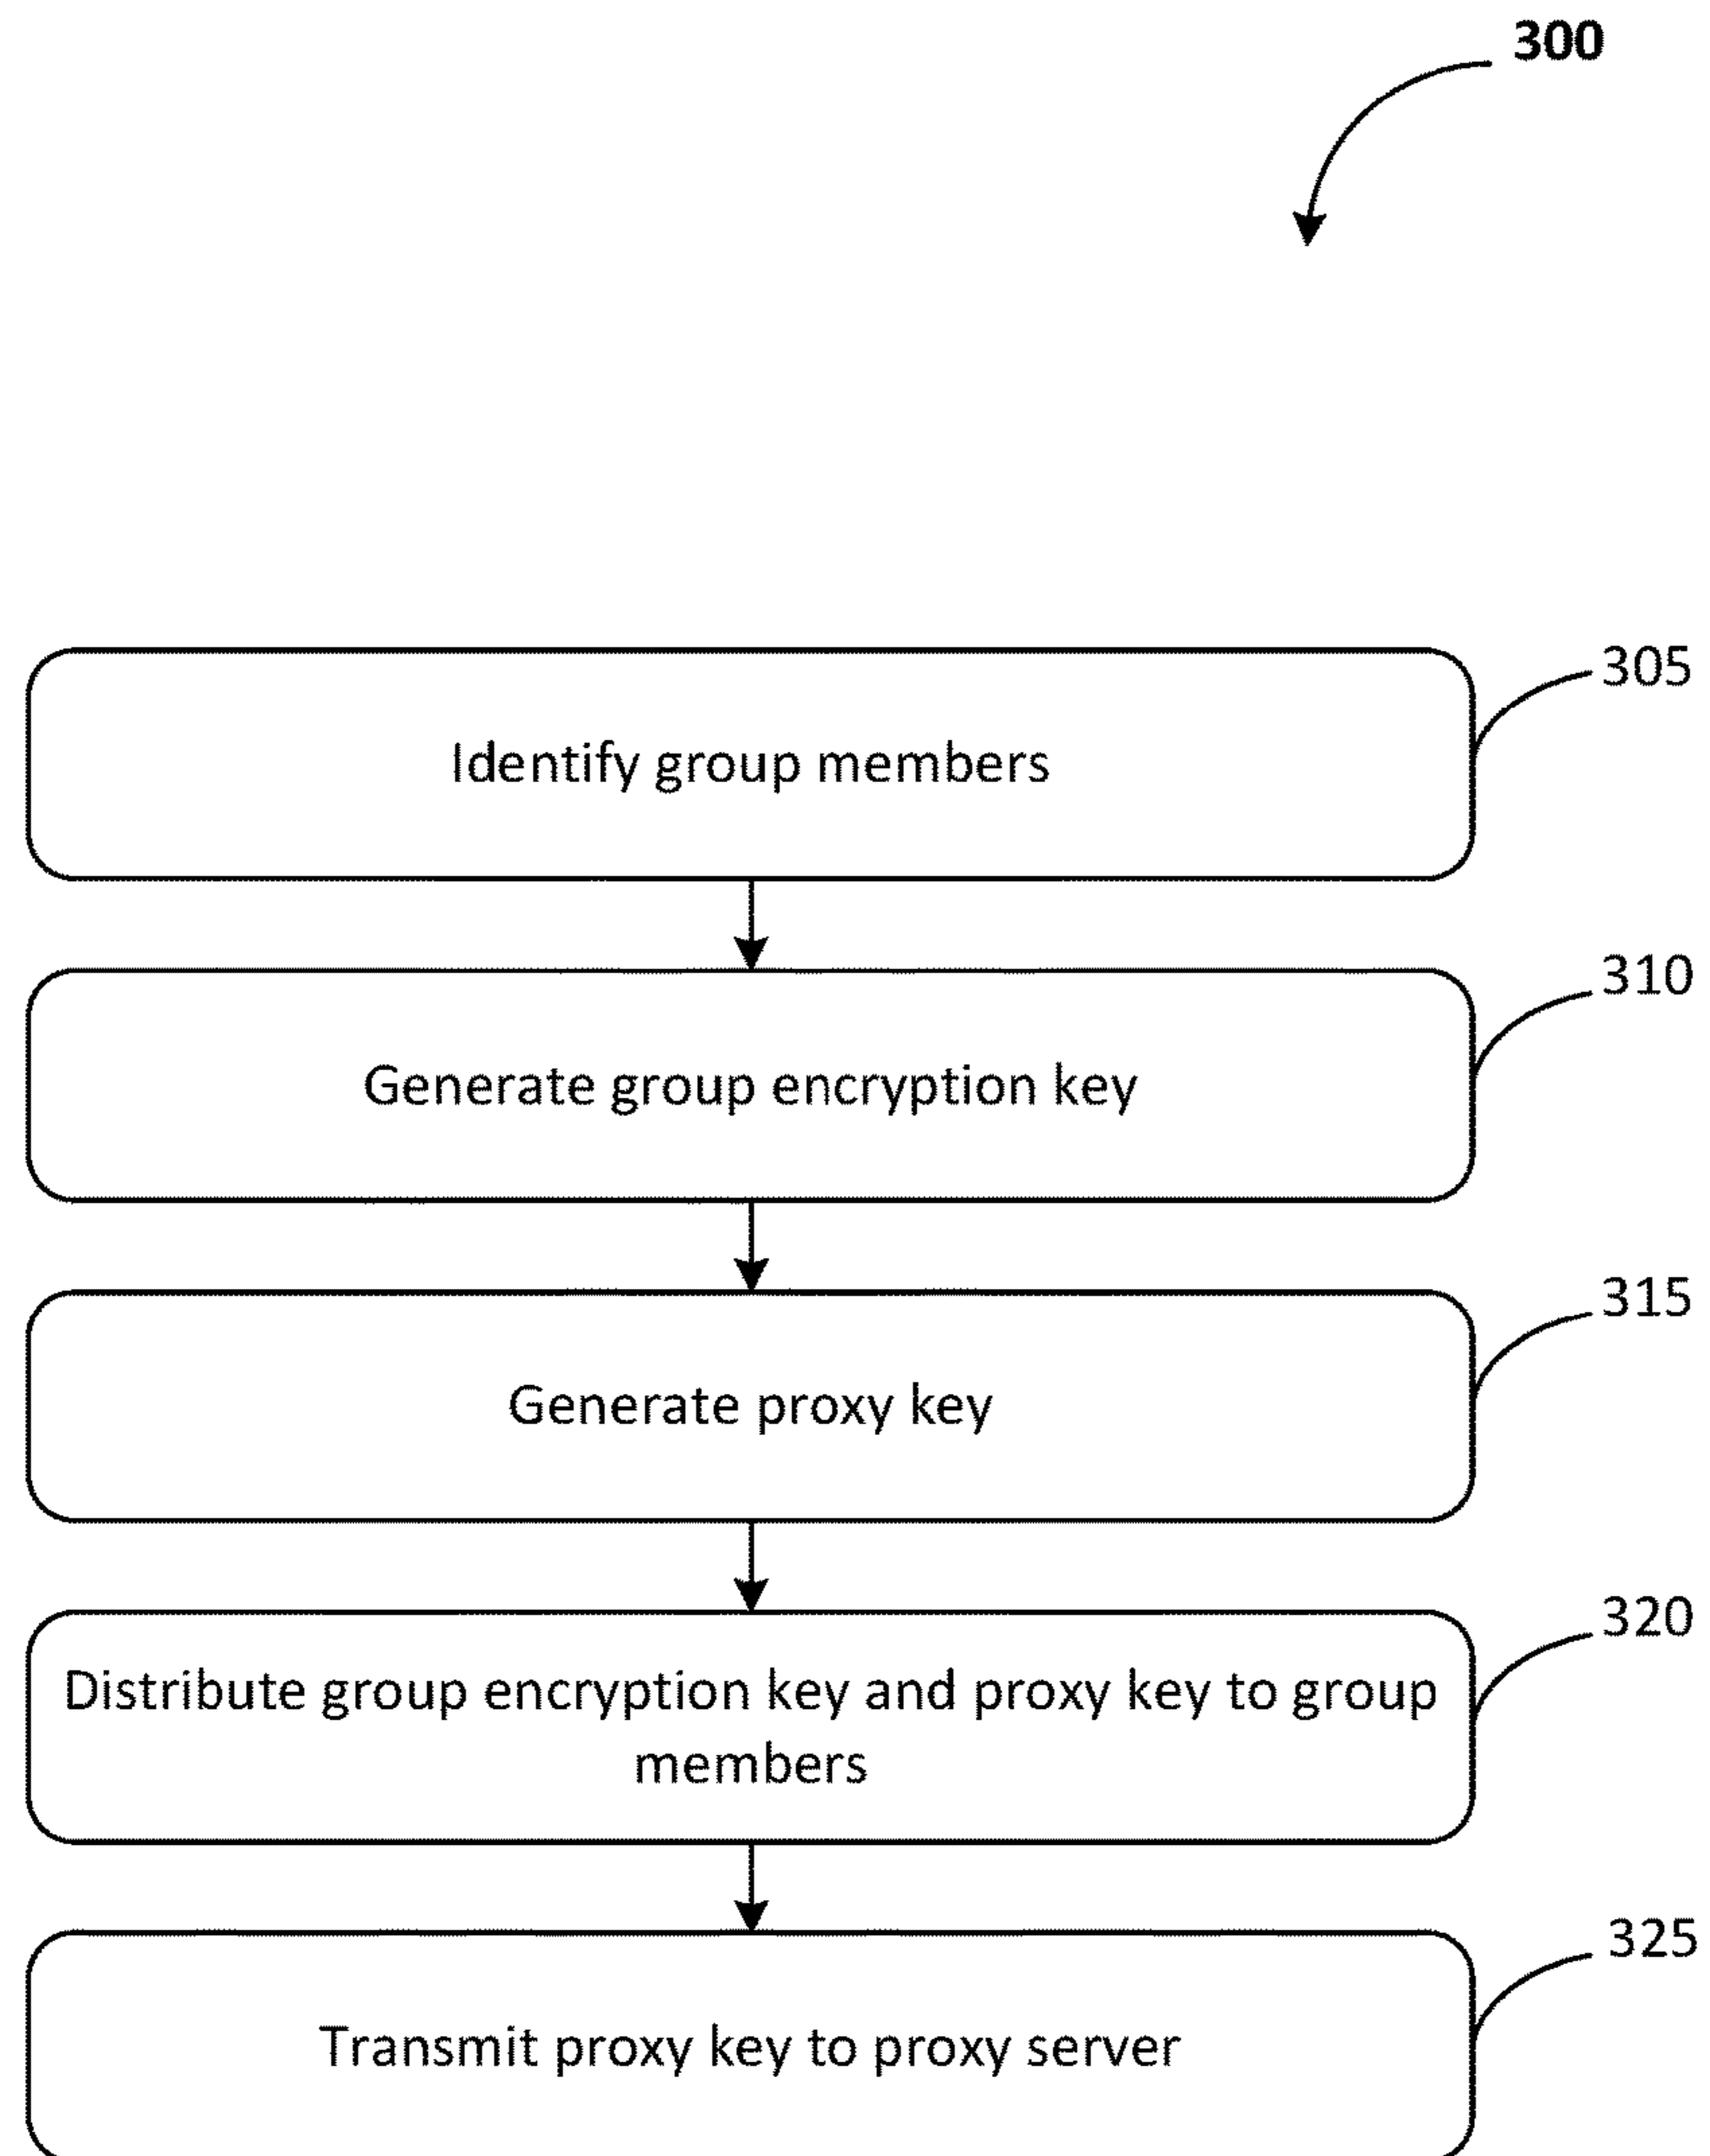 300
305
Identify group members
310
Generate group encryption key
315
Generate proxy key
320
Distribute group encryption key and proxy key to group
members
325
Transmit proxy key to proxy server